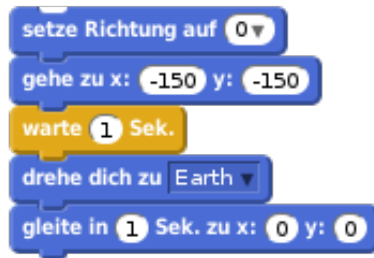 setze Richtung auf 0
gehe zu x: -150 y: -150
warte 1 Sek.
drehe dich zu Earth
gleite in 1 Sek. zu x: 0 y: 0